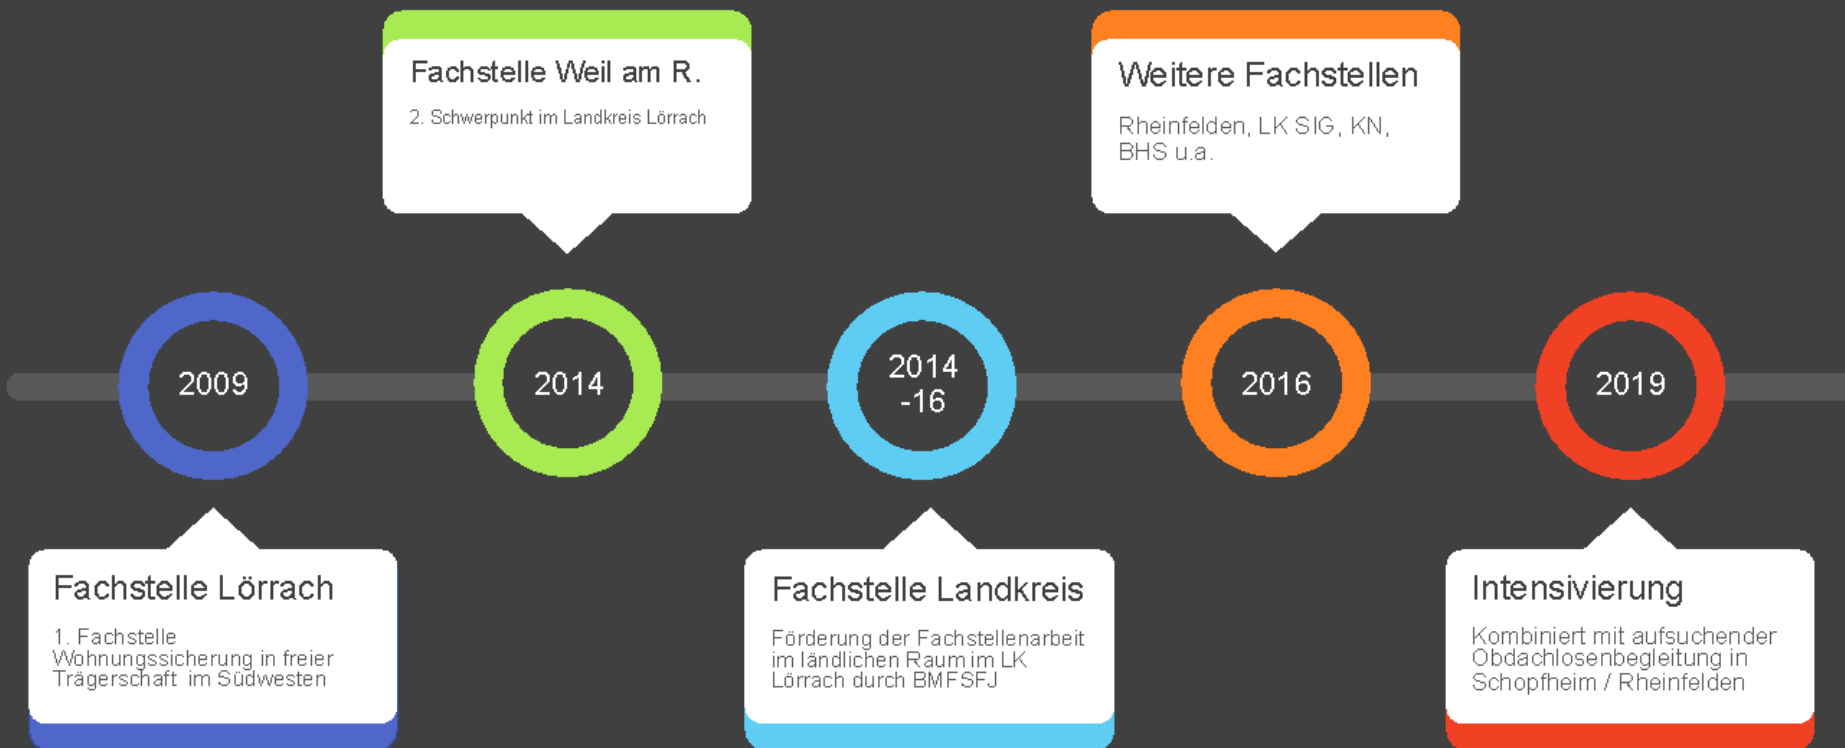 Fachstelle Weil am R.
2. Schwerpunkt im Landkreis Lörrach
Weitere Fachstellen
Rheinfelden, LK SIG, KN,
BHS u.a.
2009
2014
2014
-16
2016
2019
Fachstelle Lörrach
1. Fachstelle
Wohnungssicherung in freier
Trägerschaft im Südwesten
Fachstelle Landkreis
Förderung der Fachstellenarbeit
im ländlichen Raum im LK
Lörrach durch BMFSFJ
Intensivierung
Kombiniert mit aufsuchender
Obdachlosenbegleitung in
Schopfheim / Rheinfelden